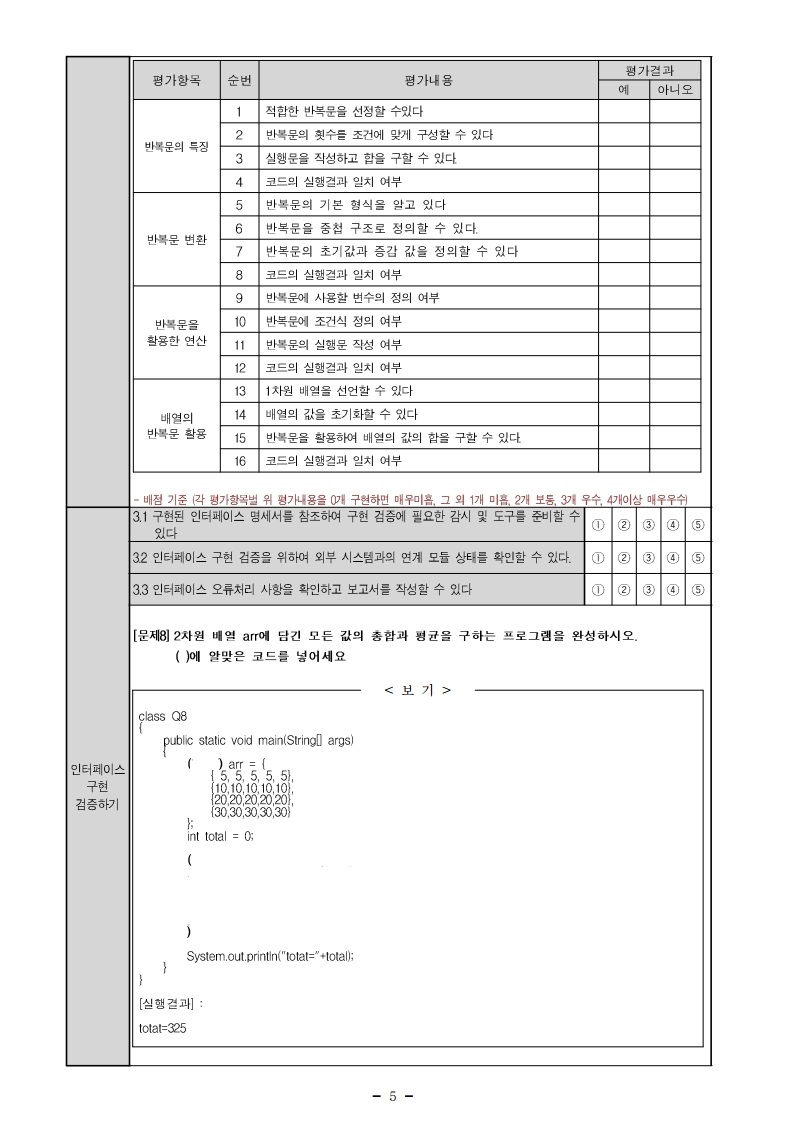 평가항목 순번 평가내용 평가결과
예 아니오
반복문의 특징
1 적합한 반복문을 선정할 수있다
2 반복문의 횟수를 조건에 맞게 구성할 수 있다
3 실행문을 작성하고 합을 구할 수 있다
4 코드의 실행결과 일치 여부
반복문 변환
5 반복문의 기본 형식을 알고 있다
6 반복문을 중첩 구조로 정의할 수 있다.
7 반복문의 초기값과 증감 값을 정의할 수 있다
8 코드의 실행결과 일치 여부
반복문을
활용한 연산
9 반복문에 사용할 변수의 정의 여부
10 반복문에 조건식 정의 여부
11 반복문의 실행문 작성 여부
12 코드의 실행결과 일치 여부
배열의
반복문 활용
13 1차원 배열을 선언할 수 있다
14 배열의 값을 초기화할 수 있다
15 반복문을 활용하여 배열의 값의 합을 구할 수 있다
16 코드의 실행결과 일치 여부
- 배점 기준 (각 평가항목별 위 평가내용을 0개 구현하면 매우미흡, 그 외 1개 미흡, 2개 보통, 3개 우수, 4개이상 매우우수)
3.1 구현된 인터페이스 명세서를 참조하여 구현 검증에 필요한 감시 및 도구를 준비할 수
있다 ① ② ③ ④ ⑤
3.2 인터페이스 구현 검증을 위하여 외부 시스템과의 연계 모듈 상태를 확인할 수 있다. ① ② ③ ④ ⑤
3.3 인터페이스 오류처리 사항을 확인하고 보고서를 작성할 수 있다 ① ② ③ ④ ⑤
인터페이스
구현
검증하기
[문제8] 2차원 배열 arr에 담긴 모든 값의 총합과 평균을 구하는 프로그램을 완성하시오.
( )에 알맞은 코드를 넣어세요
< 보 기 >
class Q8
{
public static void main(String[] args)
{
( ) arr = {
{ 5, 5, 5, 5, 5},
{10,10,10,10,10},
{20,20,20,20,20},
{30,30,30,30,30}
};
int total = 0;
(
)
System.out.println("totat="+total);
}
}
[실행결과] :
totat=325
- 5 -